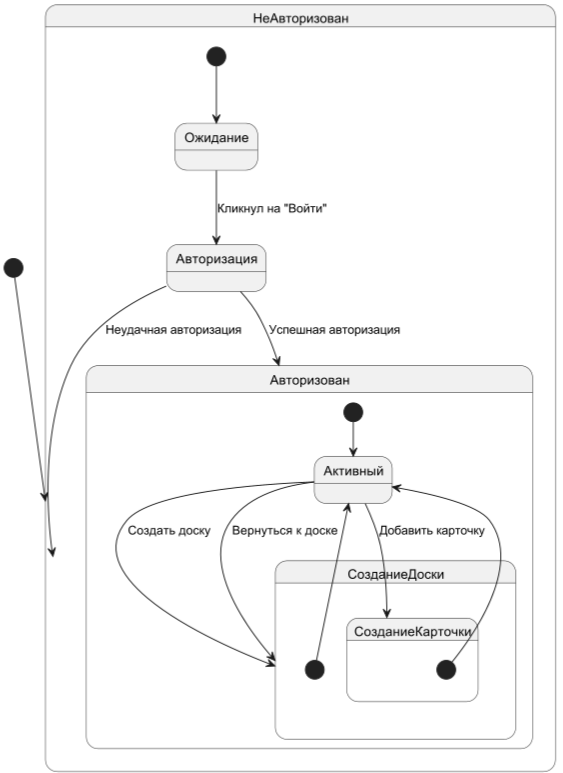 НеАвторизован
Ожидание
Кликнул на "Войти"
Авторизация
Неудачная авторизация
Успешная авторизация
Авторизован
Активный
Создать доску
Вернуться к доске
Добавить карточку
СозданиеДоски
СозданиеКарточки